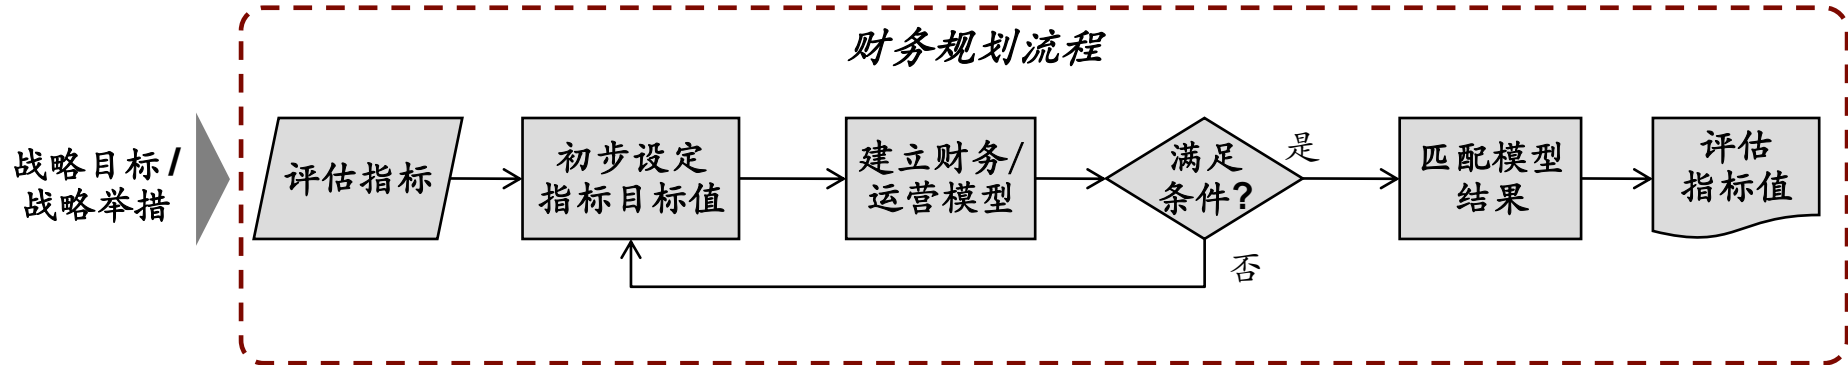 财务规划流程
战略目标/
战略举措
评估指标
初步设定
指标目标值
建立财务/
运营模型
满足
条件?
是
否
匹配模型
结果
评估
指标值